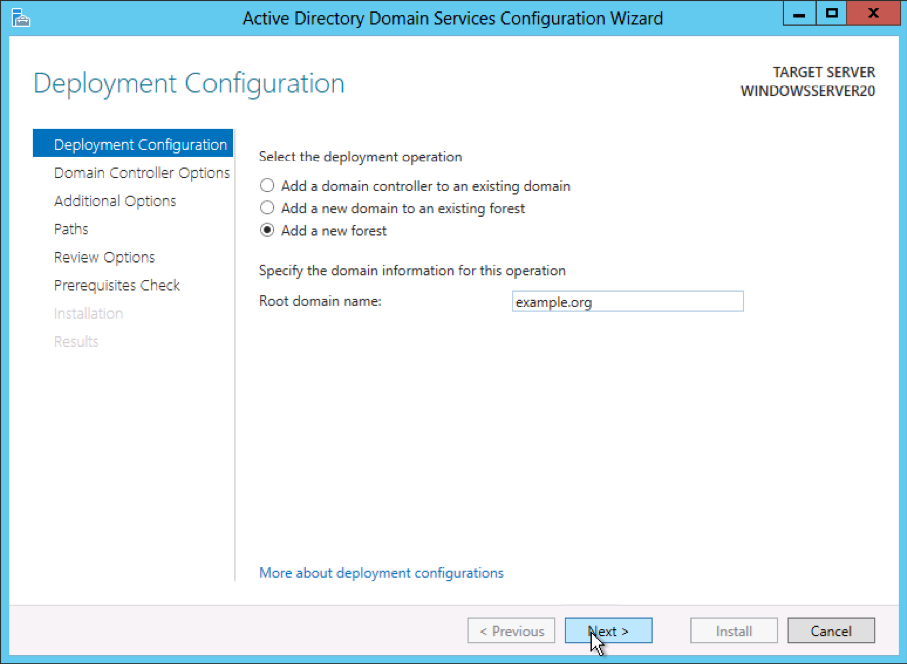 Active Directory Domain Services Configuration Wizard
Deployment Configuration
TARGET SERVER
WINDOWSSERVER20
Deployment Configuration
Domain Controller Options
Additional Options
Paths
Review Options
Prerequisites Check
Installation
Results
Select the deployment operation
Add a domain controller to an existing domain
Add a new domain to an existing forest
Add a new forest
Specify the domain information for this operation
Root domain name: example.org
More about deployment configurations
< Previous Next > Install Cancel